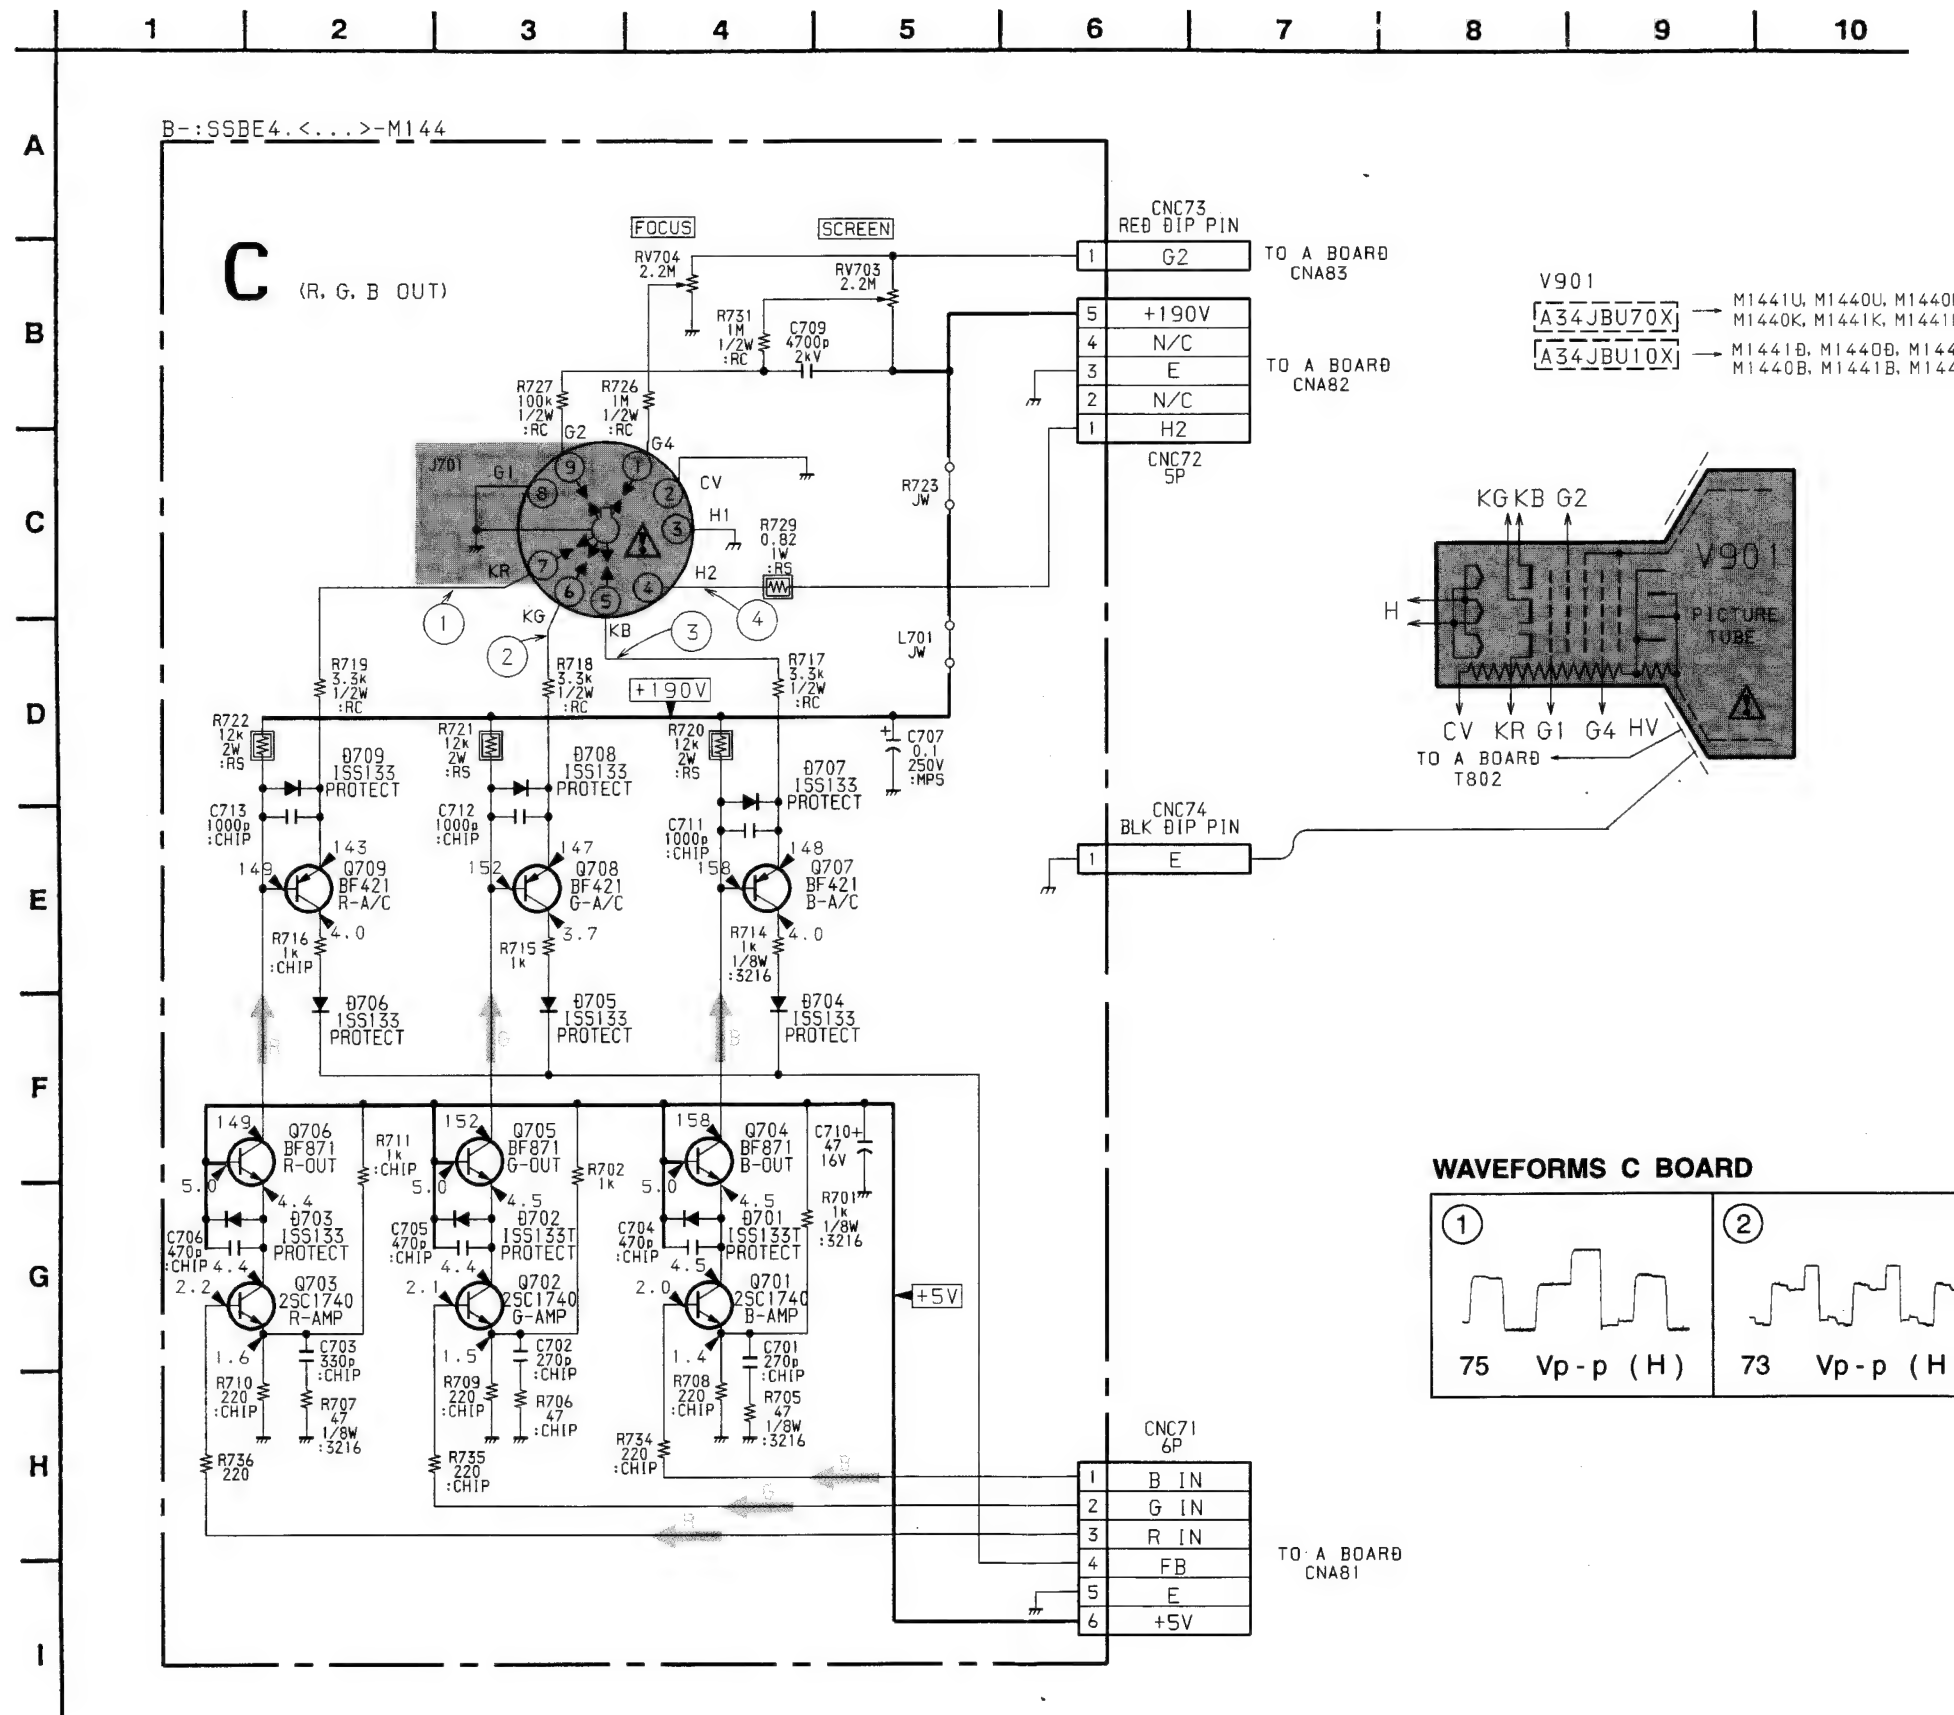 1 2 3 4 5 6 7 8 9 10
A
B
C
D
E
F
G
H
I
B-:SSBE4.<...>-M144
C (R, G, B OUT)
FOCUS
SCREEN
RV704
2.2M
RV703
2.2M
R731
1M
1/2W
:RC
C709
4700p
2kV
R727
100k
1/2W
:RC
R726
1M
1/2W
:RC
CNC73
RED DIP PIN
1 G2
TO A BOARD
CNA83
5 +190V
4 N/C
3 E
2 N/C
1 H2
CNC72
5P
TO A BOARD
CNA82
V901
A34JBU70X
M1441U, M1440U, M1440
M1440K, M1441K, M1441
A34JBU10X
M1441D, M1440D, M144
M1440B, M1441B, M144
J701
G1
G2
G4
CV
H1
H2
KR
KG
KB
9
1
2
3
4
5
6
7
8
1
2
3
4
R729
0.82
1W
:RS
R723
JW
L701
JW
KG KB G2
V901
PICTURE
TUBE
H
CV KR G1 G4 HV
TO A BOARD
T802
R719
3.3k
1/2W
:RC
R718
3.3k
1/2W
:RC
R717
3.3k
1/2W
:RC
+190V
R722
12k
2W
:RS
R721
12k
2W
:RS
R720
12k
2W
:RS
C707
0.1
250V
:MPS
D709
1SS133
PROTECT
D708
1SS133
PROTECT
D707
1SS133
PROTECT
C713
1000p
:CHIP
C712
1000p
:CHIP
C711
1000p
:CHIP
CNC74
BLK DIP PIN
1 E
143
149
Q709
BF421
R-A/C
4.0
147
152
Q708
BF421
G-A/C
3.7
148
158
Q707
BF421
B-A/C
4.0
R716
1k
:CHIP
R715
1k
R714
1k
1/8W
:3216
D706
1SS133
PROTECT
D705
1SS133
PROTECT
D704
1SS133
PROTECT
R
G
B
149
Q706
BF871
R-OUT
5.0
4.4
R711
1k
:CHIP
152
Q705
BF871
G-OUT
5.0
4.5
R702
1k
158
Q704
BF871
B-OUT
5.0
4.5
C710
47
16V
R701
1k
1/8W
:3216
D703
1SS133
PROTECT
D702
1SS133T
PROTECT
D701
1SS133T
PROTECT
C706
470p
:CHIP
C705
470p
:CHIP
C704
470p
:CHIP
4.4
2.2
Q703
2SC1740
R-AMP
1.6
4.4
2.1
Q702
2SC1740
G-AMP
1.5
4.5
2.0
Q701
2SC1740
B-AMP
1.4
+5V
C703
330p
:CHIP
C702
270p
:CHIP
C701
270p
:CHIP
R710
220
:CHIP
R707
47
1/8W
:3216
R709
220
:CHIP
R706
47
:CHIP
R708
220
:CHIP
R705
47
1/8W
:3216
R736
220
R735
220
:CHIP
R734
220
:CHIP
B
G
R
WAVEFORMS C BOARD
1
75 Vp-p (H)
2
73 Vp-p (H
CNC71
6P
1 B IN
2 G IN
3 R IN
4 FB
5 E
6 +5V
TO A BOARD
CNA81